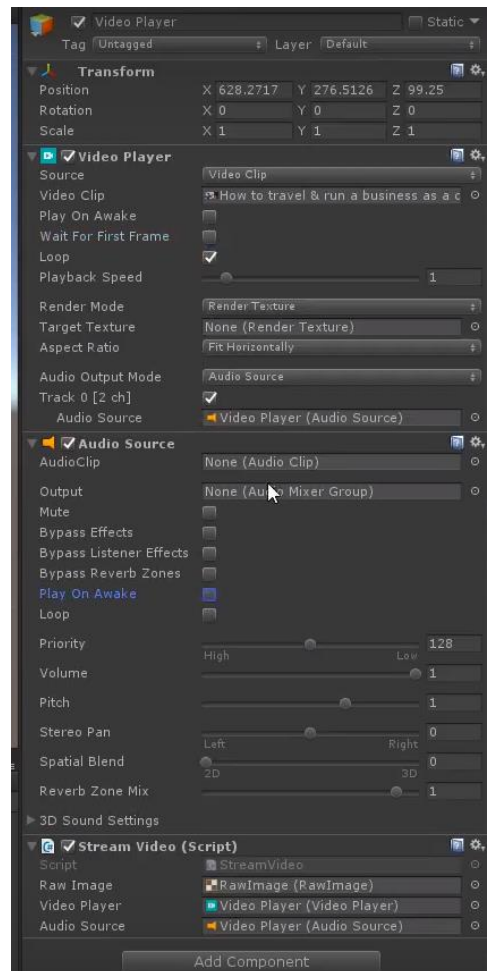 Video Player Static
Tag Untagged Layer Default
Transform
Position X 628.2717 Y 276.5126 Z 99.25
Rotation X 0 Y 0 Z 0
Scale X 1 Y 1 Z 1
Video Player
Source Video Clip
Video Clip How to travel & run a business as a c
Play On Awake
Wait For First Frame
Loop
Playback Speed 1
Render Mode Render Texture
Target Texture None (Render Texture)
Aspect Ratio Fit Horizontally
Audio Output Mode Audio Source
Track 0 [2 ch]
Audio Source Video Player (Audio Source)
Audio Source
AudioClip None (Audio Clip)
Output None (Audio Mixer Group)
Mute
Bypass Effects
Bypass Listener Effects
Bypass Reverb Zones
Play On Awake
Loop
Priority 128
High Low
Volume 1
Pitch 1
Stereo Pan 0
Left Right
Spatial Blend 0
2D 3D
Reverb Zone Mix 1
3D Sound Settings
Stream Video (Script)
Script StreamVideo
Raw Image RawImage (RawImage)
Video Player Video Player (Video Player)
Audio Source Video Player (Audio Source)
Add Component